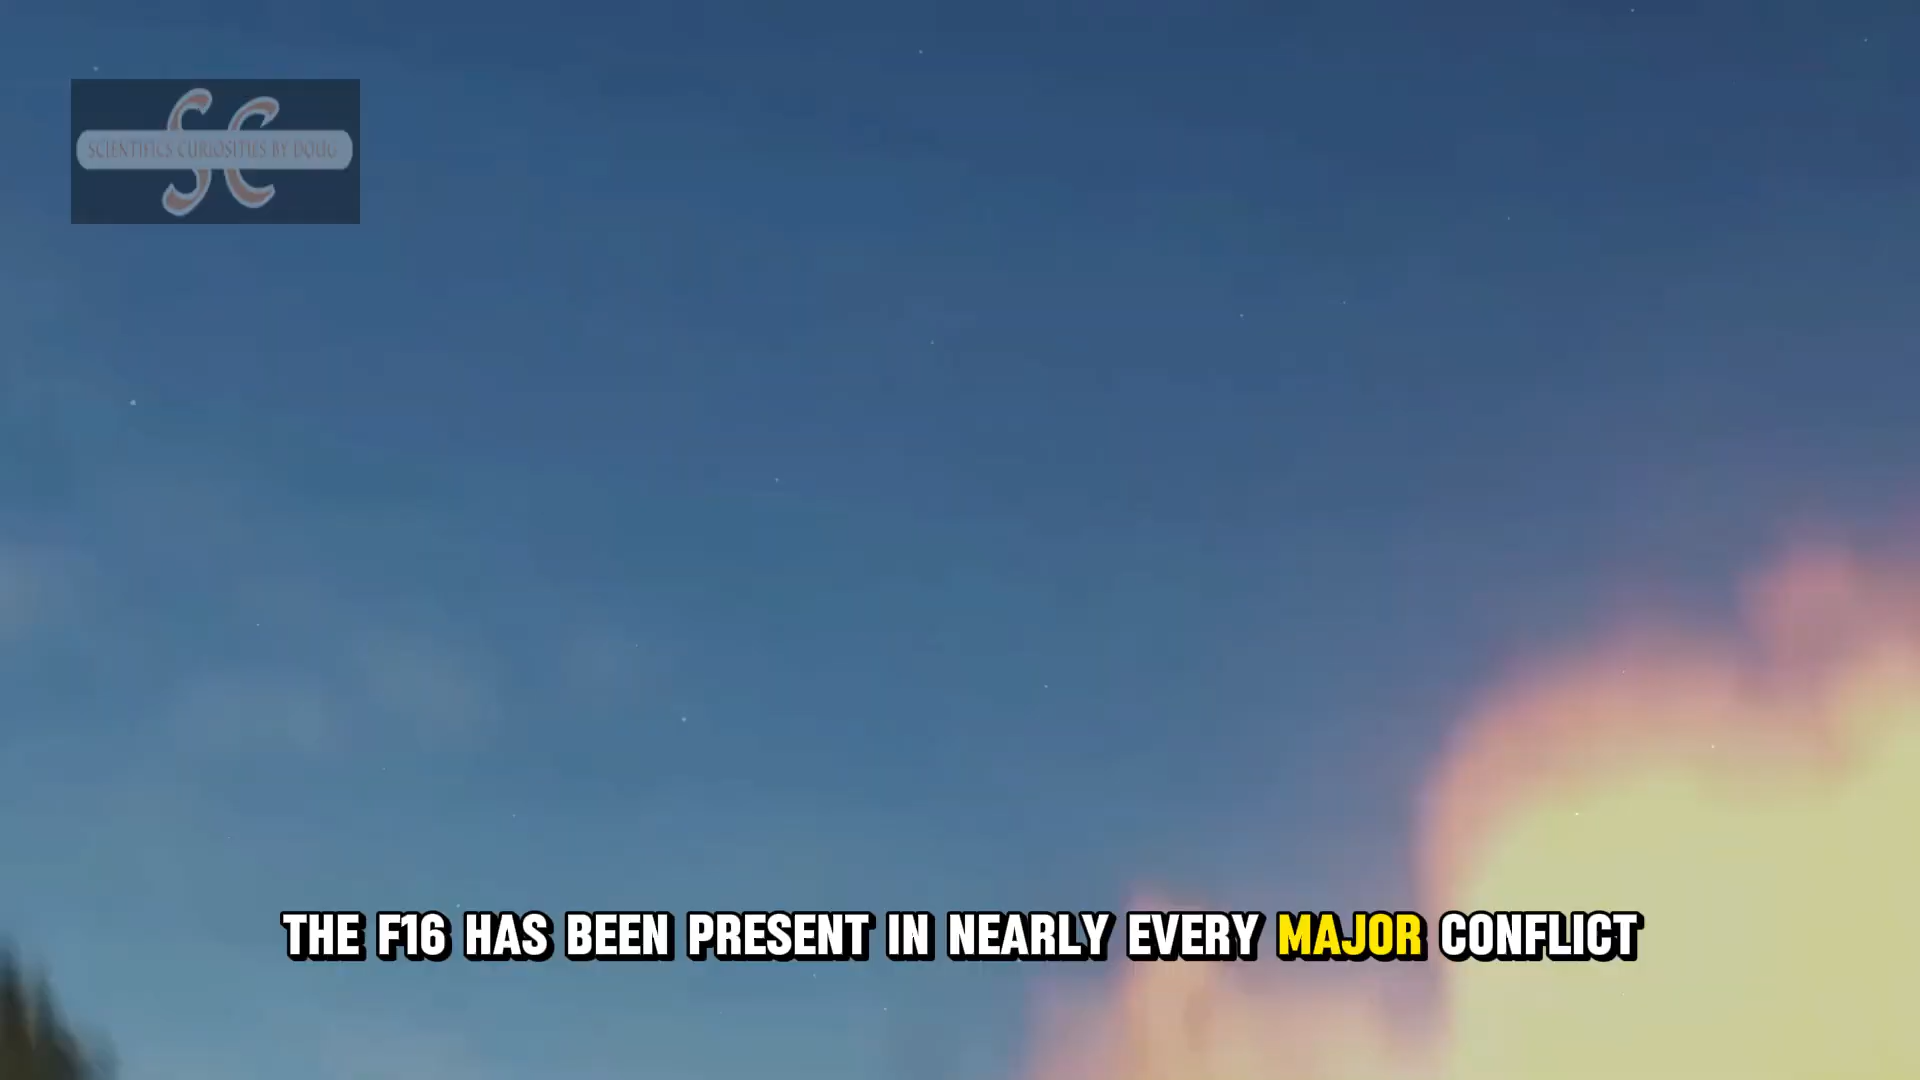 SCIENTIFICS CURIOSITIES BY DOUG
SC
THE F16 HAS BEEN PRESENT IN NEARLY EVERY MAJOR CONFLICT